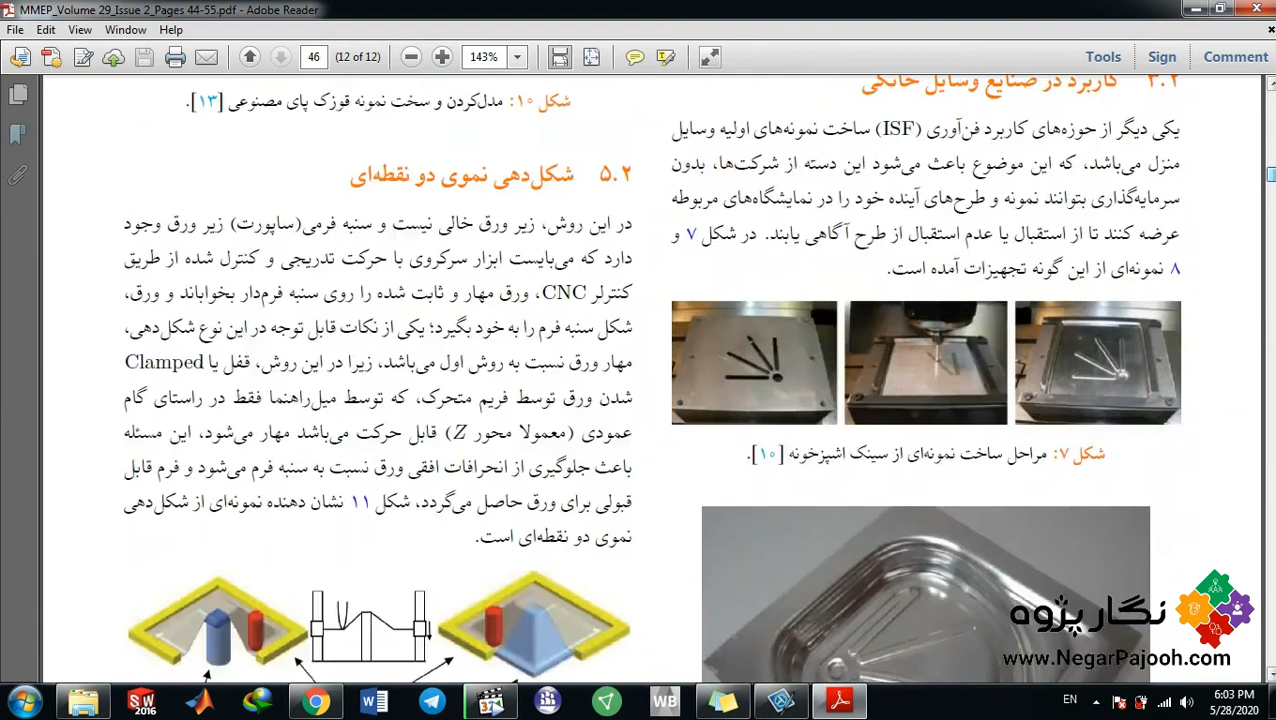 MMEP_Volume 29_Issue 2_Pages 44-55.pdf - Adobe Reader
File Edit View Window Help
46 (12 of 12) 143% Tools Sign Comment
۳.۲ کاربرد در صنایع وسایل خانگی
یکی دیگر از حوزه‌های کاربرد فن‌آوری (ISF) ساخت نمونه‌های اولیه وسایل
منزل می‌باشد، که این موضوع باعث می‌شود این دسته از شرکت‌ها، بدون
سرمایه‌گذاری بتوانند نمونه و طرح‌های آینده خود را در نمایشگاه‌های مربوطه
عرضه کنند تا از استقبال یا عدم استقبال از طرح آگاهی یابند. در شکل ۷ و
۸ نمونه‌ای از این گونه تجهیزات آمده است.
شکل ۷: مراحل ساخت نمونه‌ای از سینک اشپزخونه [۱۰].
شکل ۱۰: مدل‌کردن و سخت نمونه قوزک پای مصنوعی [۱۳].
۵.۲ شکل‌دهی نموی دو نقطه‌ای
در این روش، زیر ورق خالی نیست و سنبه فرمی(ساپورت) زیر ورق وجود
دارد که می‌بایست ابزار سرکروی با حرکت تدریجی و کنترل شده از طریق
کنترلر CNC، ورق مهار و ثابت شده را روی سنبه فرم‌دار بخواباند و ورق،
شکل سنبه فرم را به خود بگیرد؛ یکی از نکات قابل توجه در این نوع شکل‌دهی،
مهار ورق نسبت به روش اول می‌باشد، زیرا در این روش، قفل یا Clamped
شدن ورق توسط فریم متحرک، که توسط میل‌راهنما فقط در راستای گام
عمودی (معمولا محور Z) قابل حرکت می‌باشد مهار می‌شود، این مسئله
باعث جلوگیری از انحرافات افقی ورق نسبت به سنبه فرم می‌شود و فرم قابل
قبولی برای ورق حاصل می‌گردد، شکل ۱۱ نشان دهنده نمونه‌ای از شکل‌دهی
نموی دو نقطه‌ای است.
نگار پژوه
www.NegarPajooh.com
SW
2016
WB
EN
6:03 PM
5/28/2020